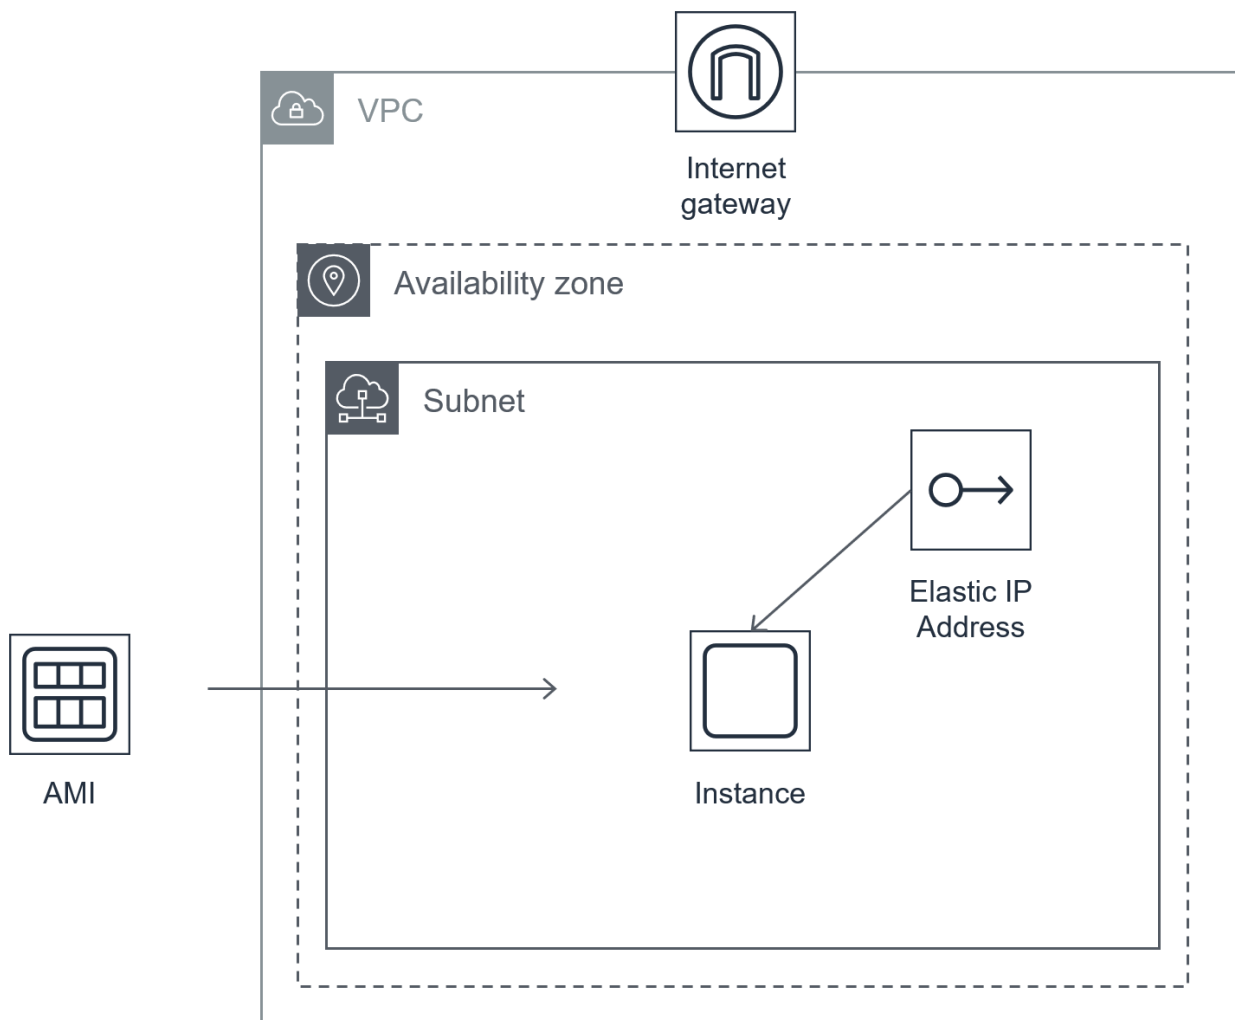 VPC
Internet
gateway
Availability zone
Subnet
Elastic IP
Address
AMI
Instance